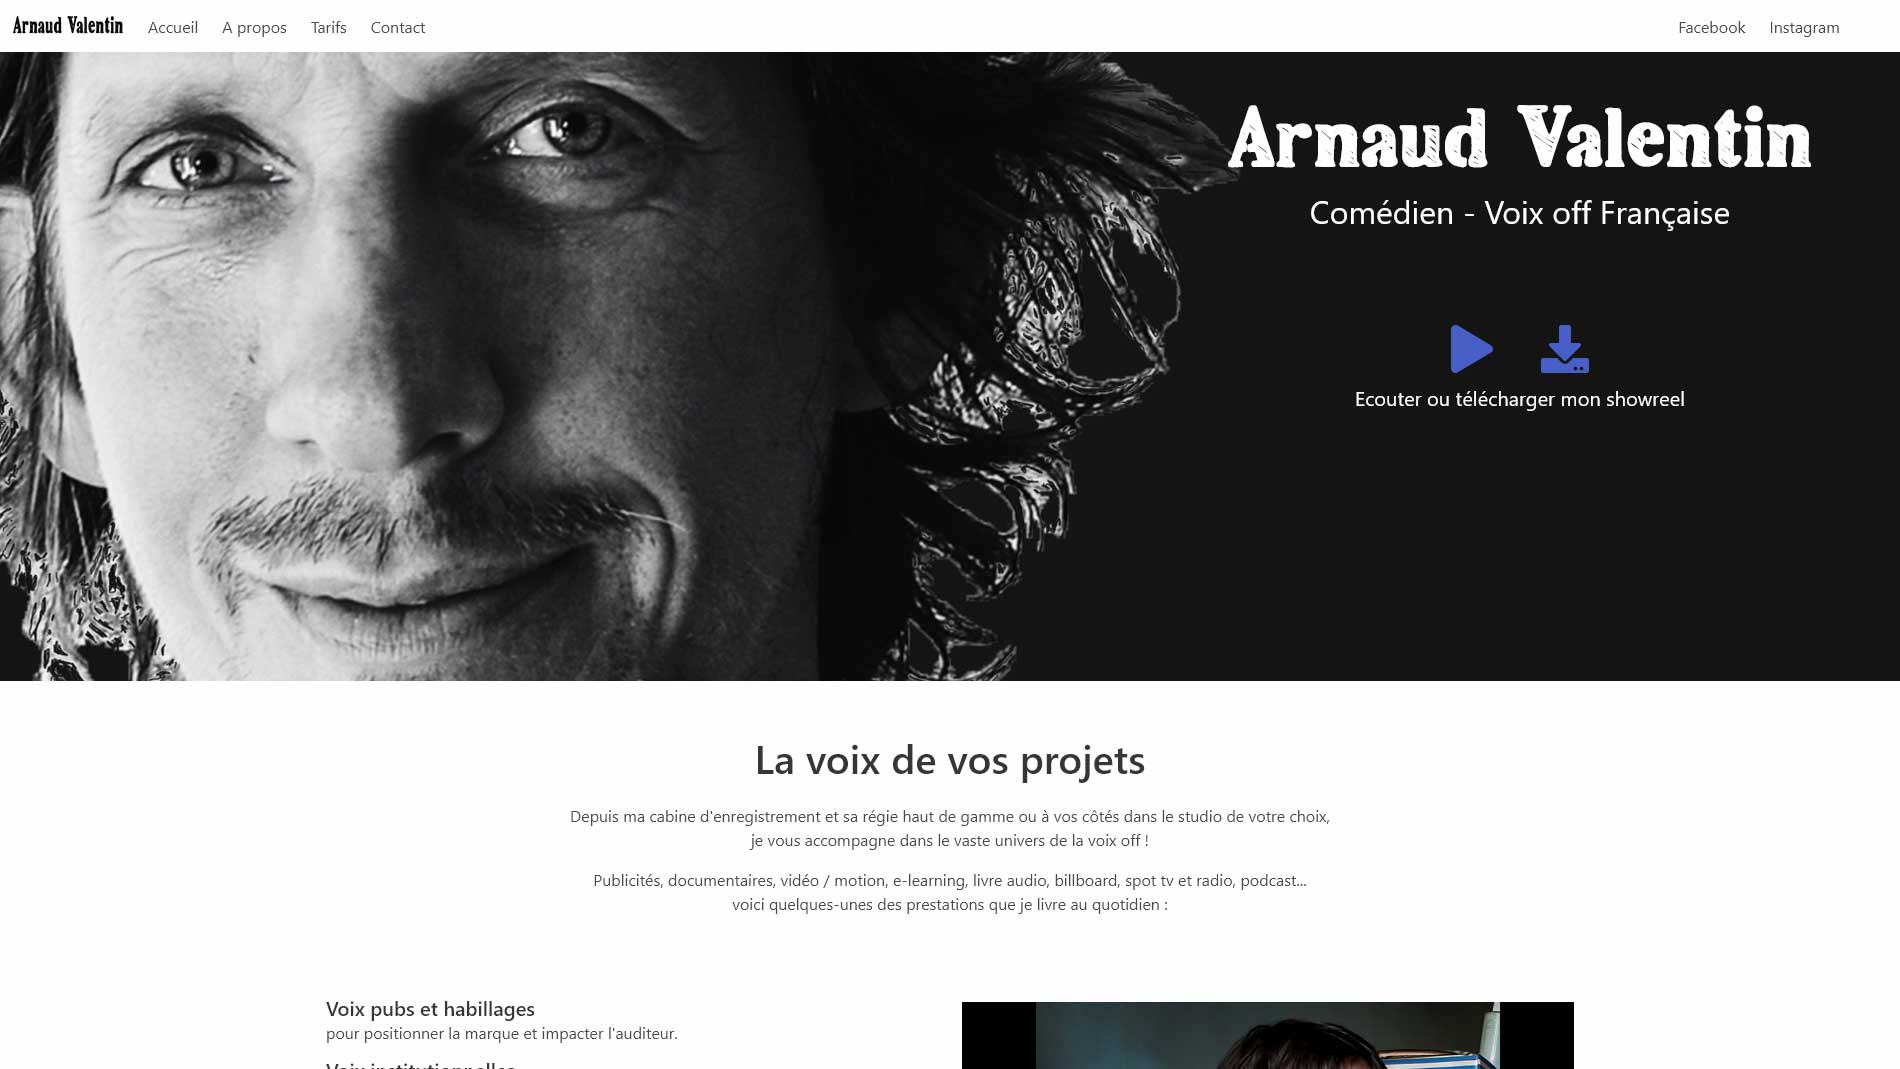 Arnaud Valentin Accueil A propos Tarifs Contact Facebook Instagram
Arnaud Valentin
Comédien - Voix off Française
Ecouter ou télécharger mon showreel
La voix de vos projets
Depuis ma cabine d'enregistrement et sa régie haut de gamme ou à vos côtés dans le studio de votre choix,
je vous accompagne dans le vaste univers de la voix off !
Publicités, documentaires, vidéo / motion, e-learning, livre audio, billboard, spot tv et radio, podcast...
voici quelques-unes des prestations que je livre au quotidien :
Voix pubs et habillages
pour positionner la marque et impacter l'auditeur.
Voix institutionnelles